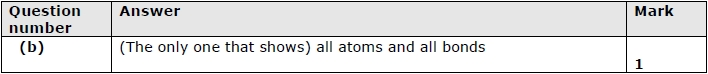 Question number Answer Mark
(b) (The only one that shows) all atoms and all bonds
1